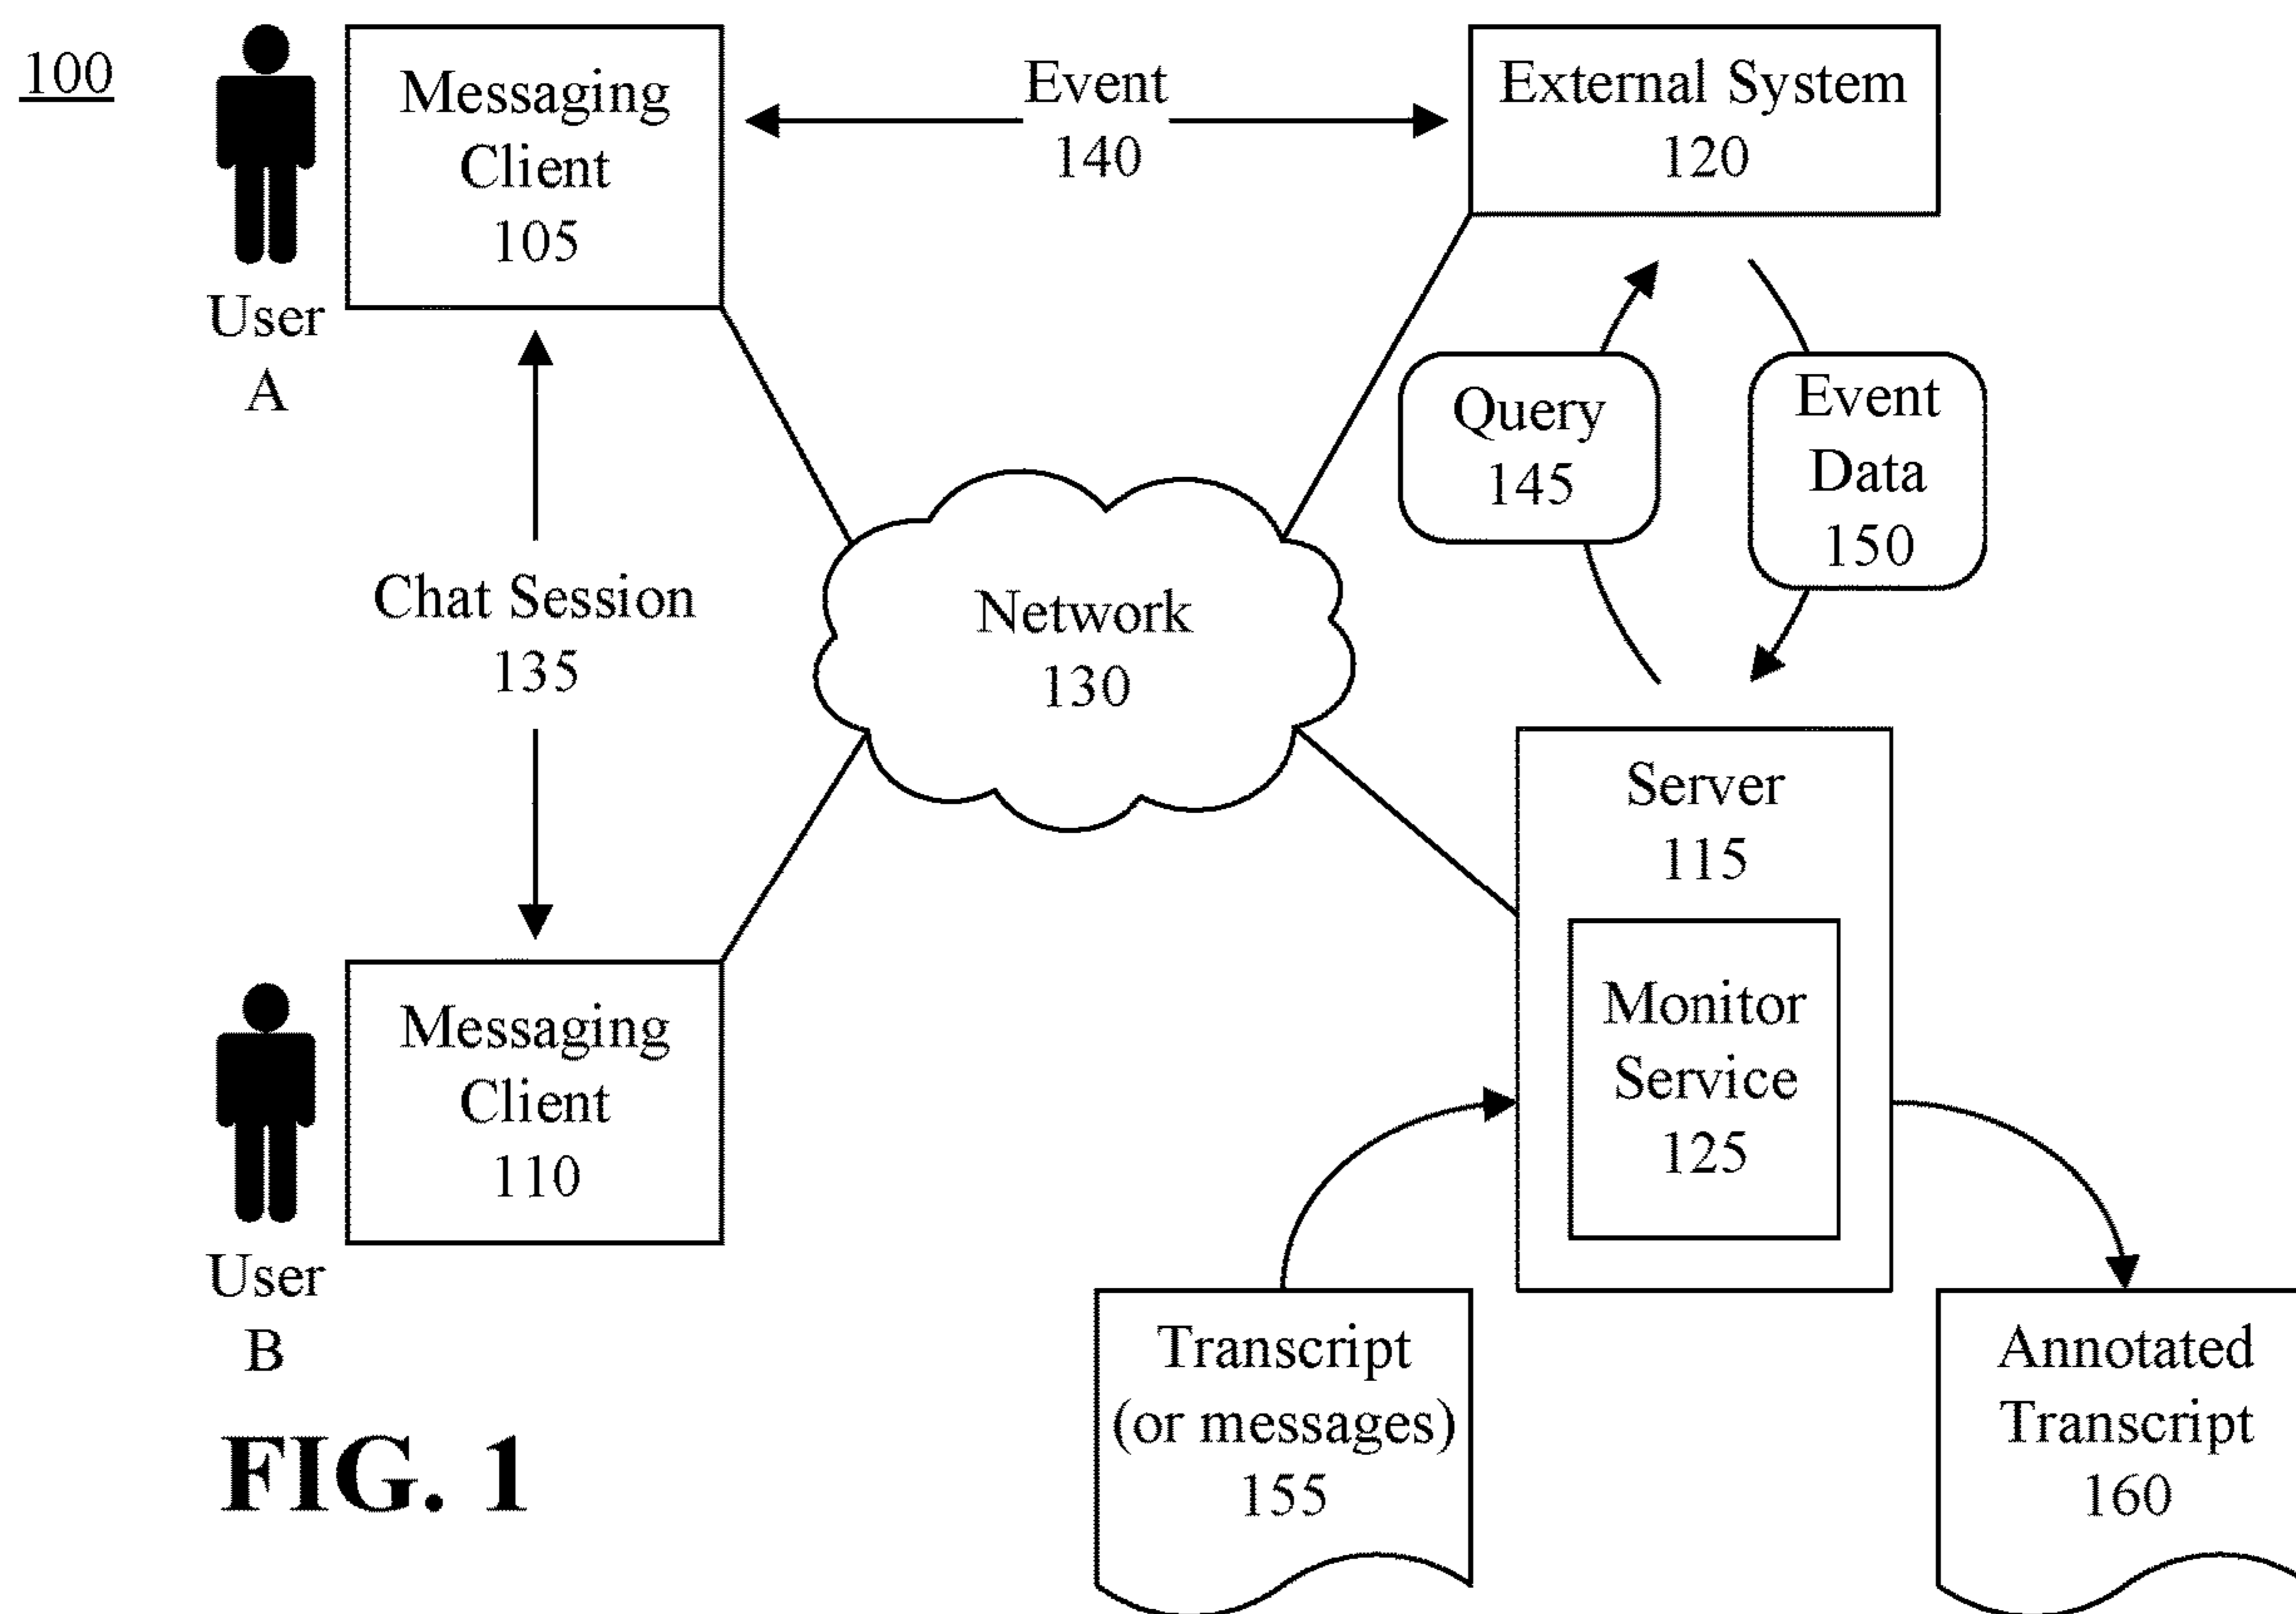 100
User
A
Messaging
Client
105
Event
140
External System
120
Query
145
Event
Data
150
Chat Session
135
Network
130
Server
115
Monitor
Service
125
User
B
Messaging
Client
110
Transcript
(or messages)
155
Annotated
Transcript
160
FIG. 1